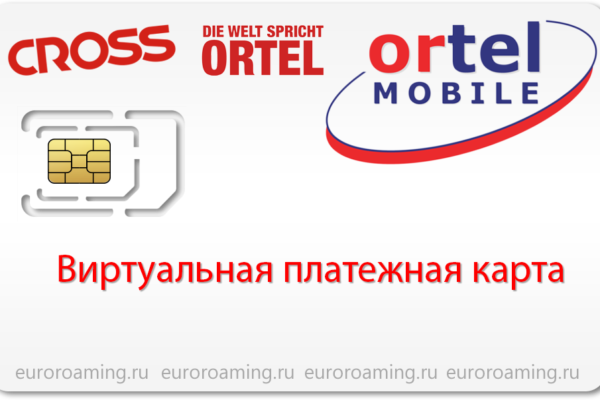 CROSS
DIE WELT SPRICHT
ORTEL
ortel
MOBILE
Виртуальная платежная карта
euroroaming.ru euroroaming.ru euroroaming.ru euroroaming.ru